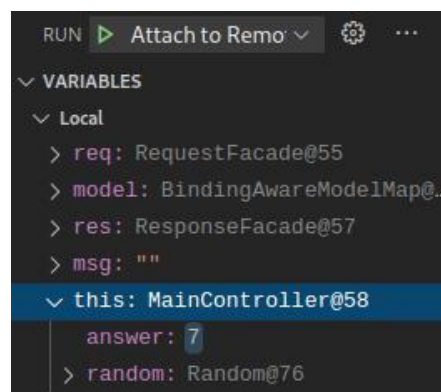 RUN Attach to Remo
VARIABLES
Local
req: RequestFacade@55
model: BindingAwareModelMap@…
res: ResponseFacade@57
msg: ""
this: MainController@58
answer: 7
random: Random@76